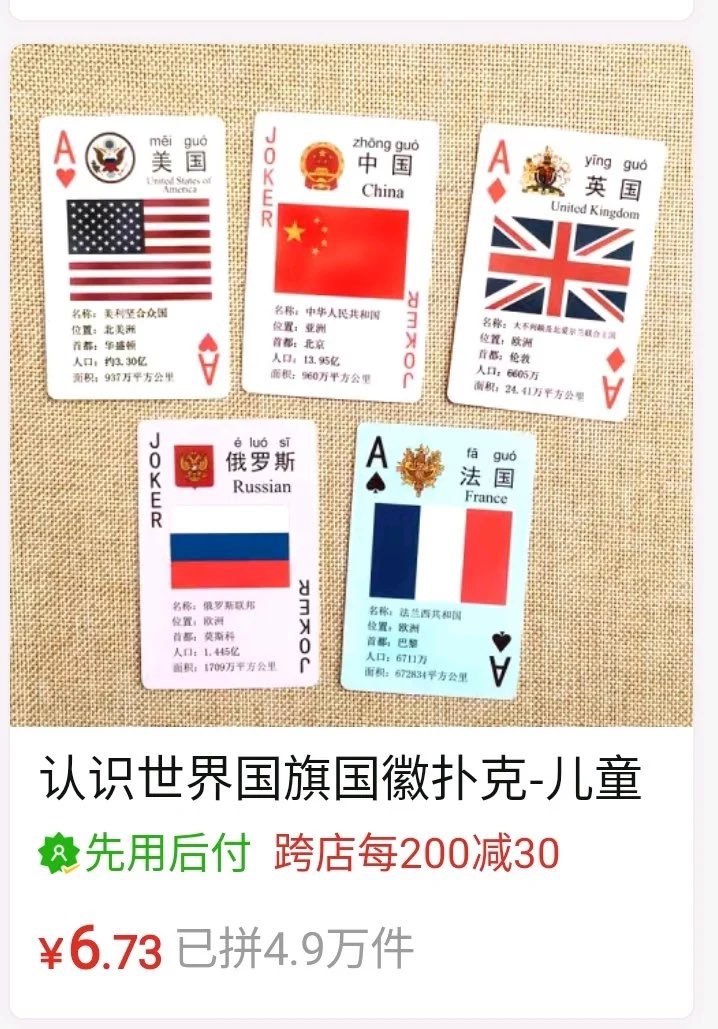 A
měi guó
美国
United States of
America
名称：美利坚合众国
位置：北美洲
首都：华盛顿
人口：约3.30亿
面积：937万平方公里
A
JOKER
zhōng guó
中国
China
名称：中华人民共和国
位置：亚洲
首都：北京
人口：13.95亿
面积：960万平方公里
JOKER
A
yīng guó
英国
United Kingdom
名称：大不列颠及北爱尔兰联合王国
位置：欧洲
首都：伦敦
人口：6605万
面积：24.41万平方公里
A
JOKER
é luó sī
俄罗斯
Russian
名称：俄罗斯联邦
位置：欧洲
首都：莫斯科
人口：1.445亿
面积：1709万平方公里
JOKER
A
fǎ guó
法国
France
名称：法兰西共和国
位置：欧洲
首都：巴黎
人口：6711万
面积：672834平方公里
A
认识世界国旗国徽扑克-儿童
先用后付 跨店每200减30
¥6.73 已拼4.9万件